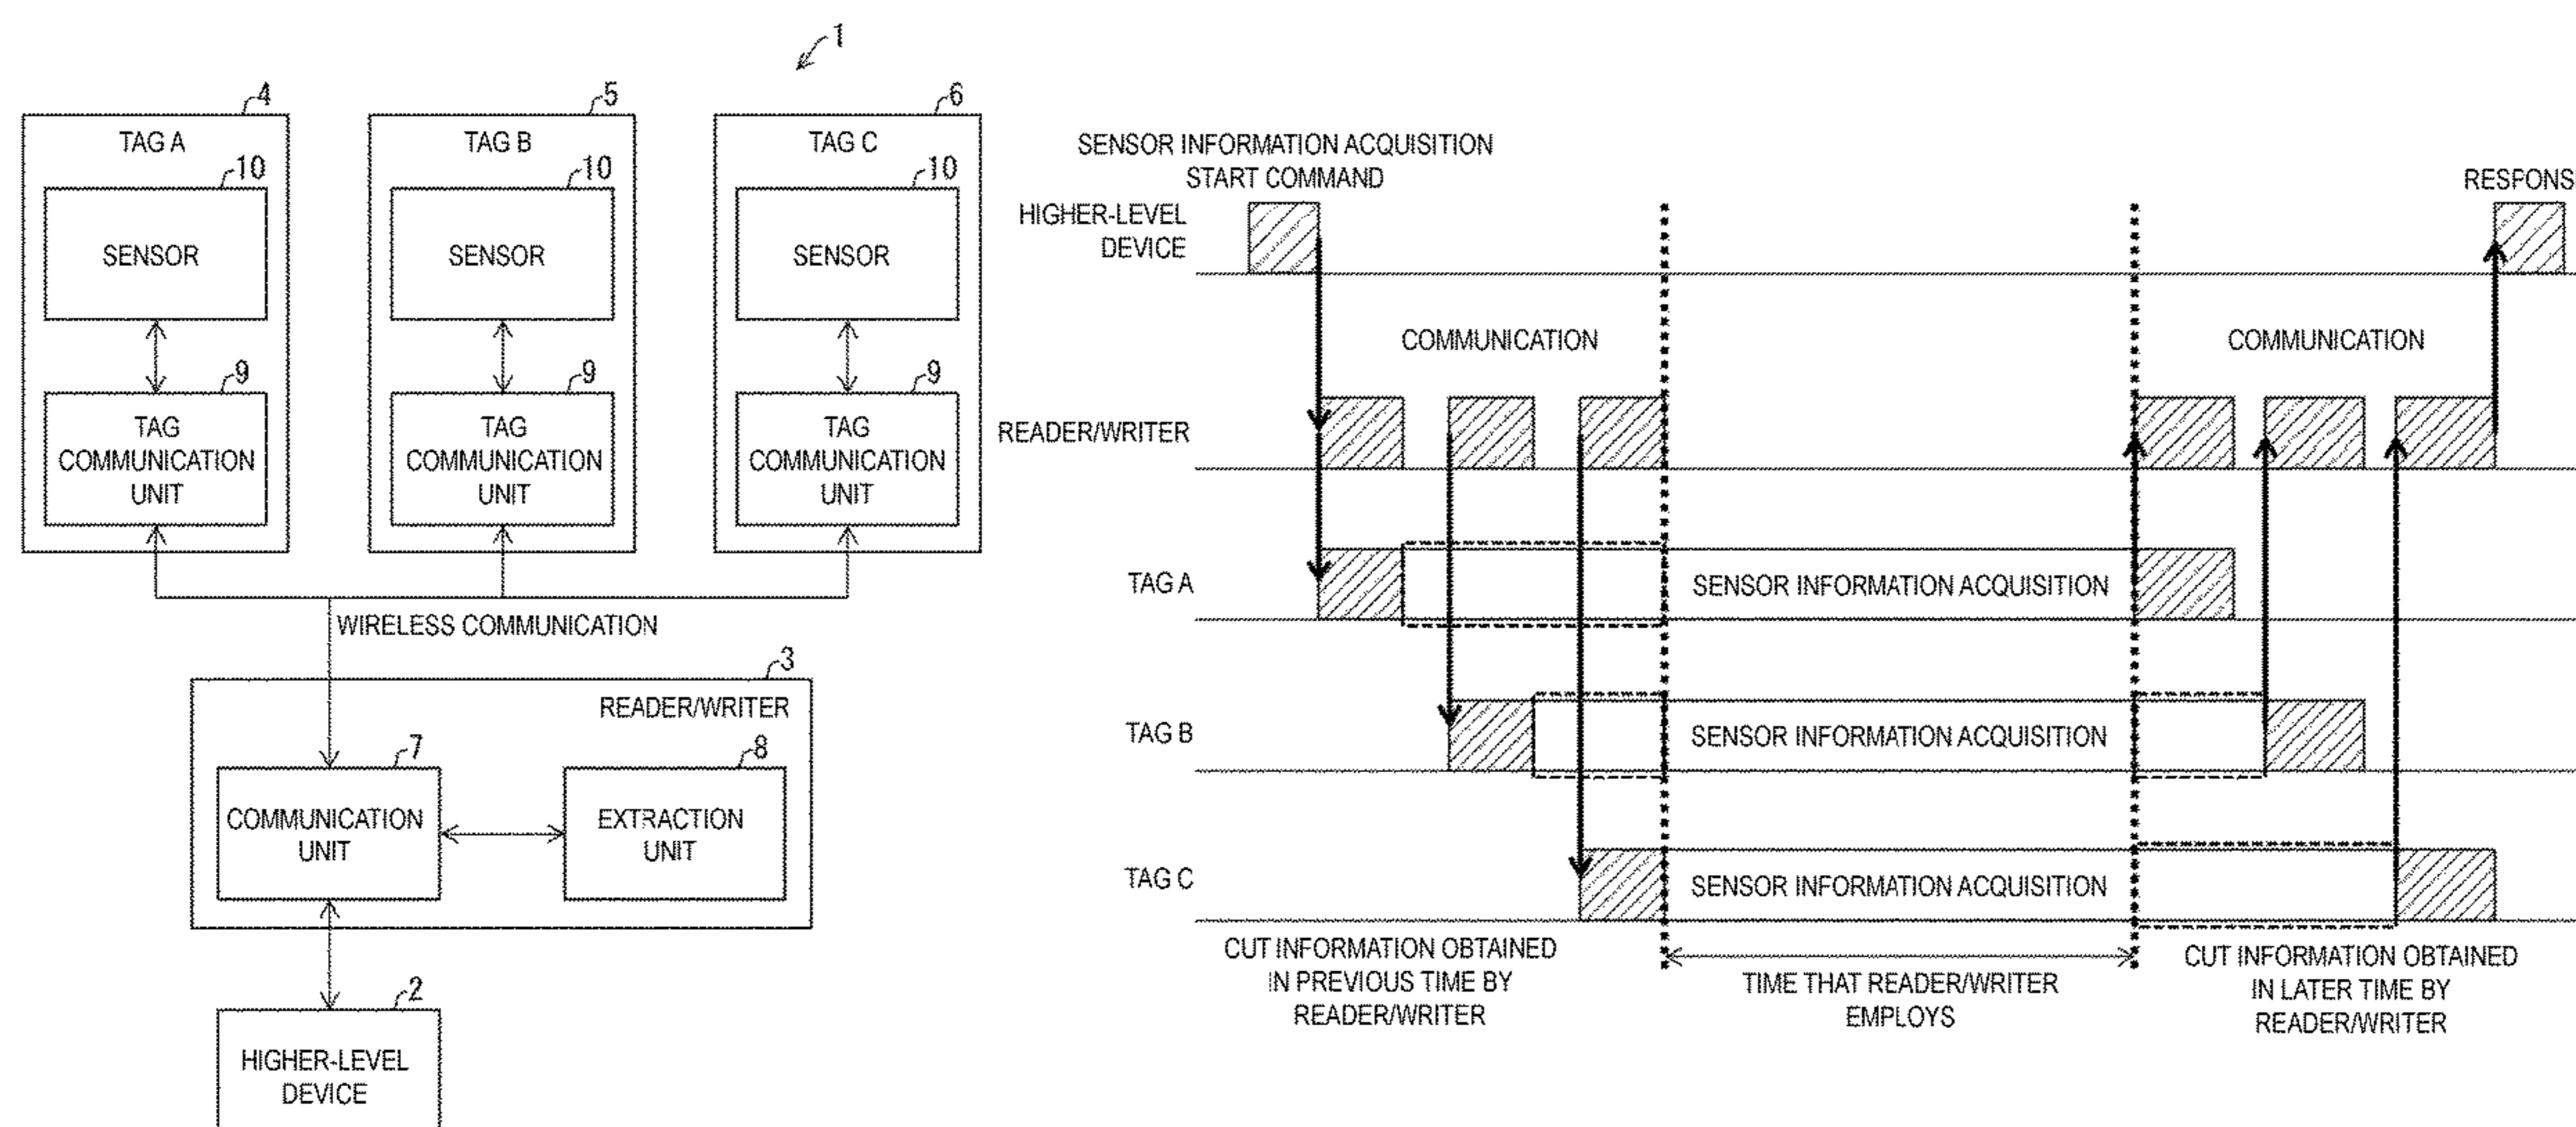 1
4
5
6
TAG A
TAG B
TAG C
10
10
10
SENSOR
SENSOR
SENSOR
9
9
9
TAG
COMMUNICATION
UNIT
TAG
COMMUNICATION
UNIT
TAG
COMMUNICATION
UNIT
WIRELESS COMMUNICATION
3
READER/WRITER
7
8
COMMUNICATION
UNIT
EXTRACTION
UNIT
2
HIGHER-LEVEL
DEVICE
SENSOR INFORMATION ACQUISITION
START COMMAND
RESPONS
HIGHER-LEVEL
DEVICE
COMMUNICATION
COMMUNICATION
READER/WRITER
TAG A
SENSOR INFORMATION ACQUISITION
TAG B
SENSOR INFORMATION ACQUISITION
TAG C
SENSOR INFORMATION ACQUISITION
CUT INFORMATION OBTAINED
IN PREVIOUS TIME BY
READER/WRITER
TIME THAT READER/WRITER
EMPLOYS
CUT INFORMATION OBTAINED
IN LATER TIME BY
READER/WRITER